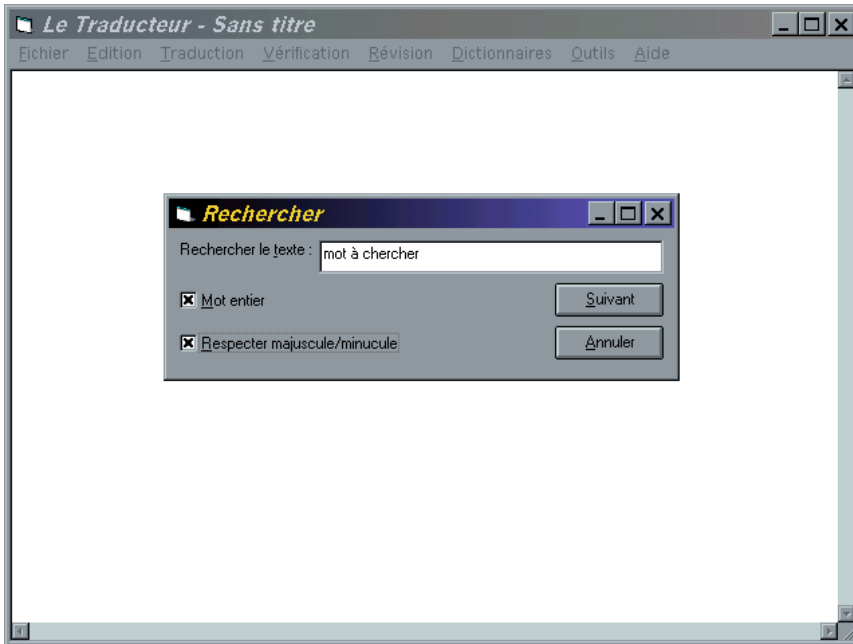 Le Traducteur - Sans titre
Fichier Edition Traduction Vérification Révision Dictionnaires Outils Aide
Rechercher
Rechercher le texte : mot à chercher
Mot entier
Suivant
Respecter majuscule/minucule
Annuler